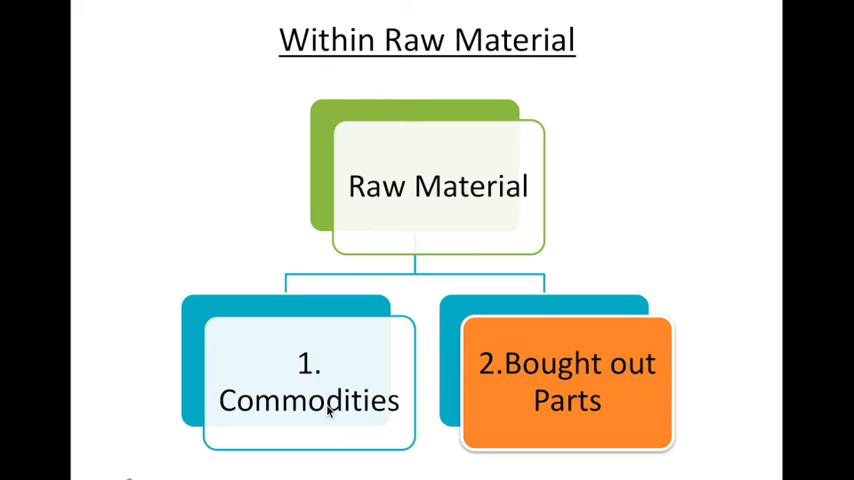 Within Raw Material
Raw Material
1.
Commodities
2.Bought out
Parts